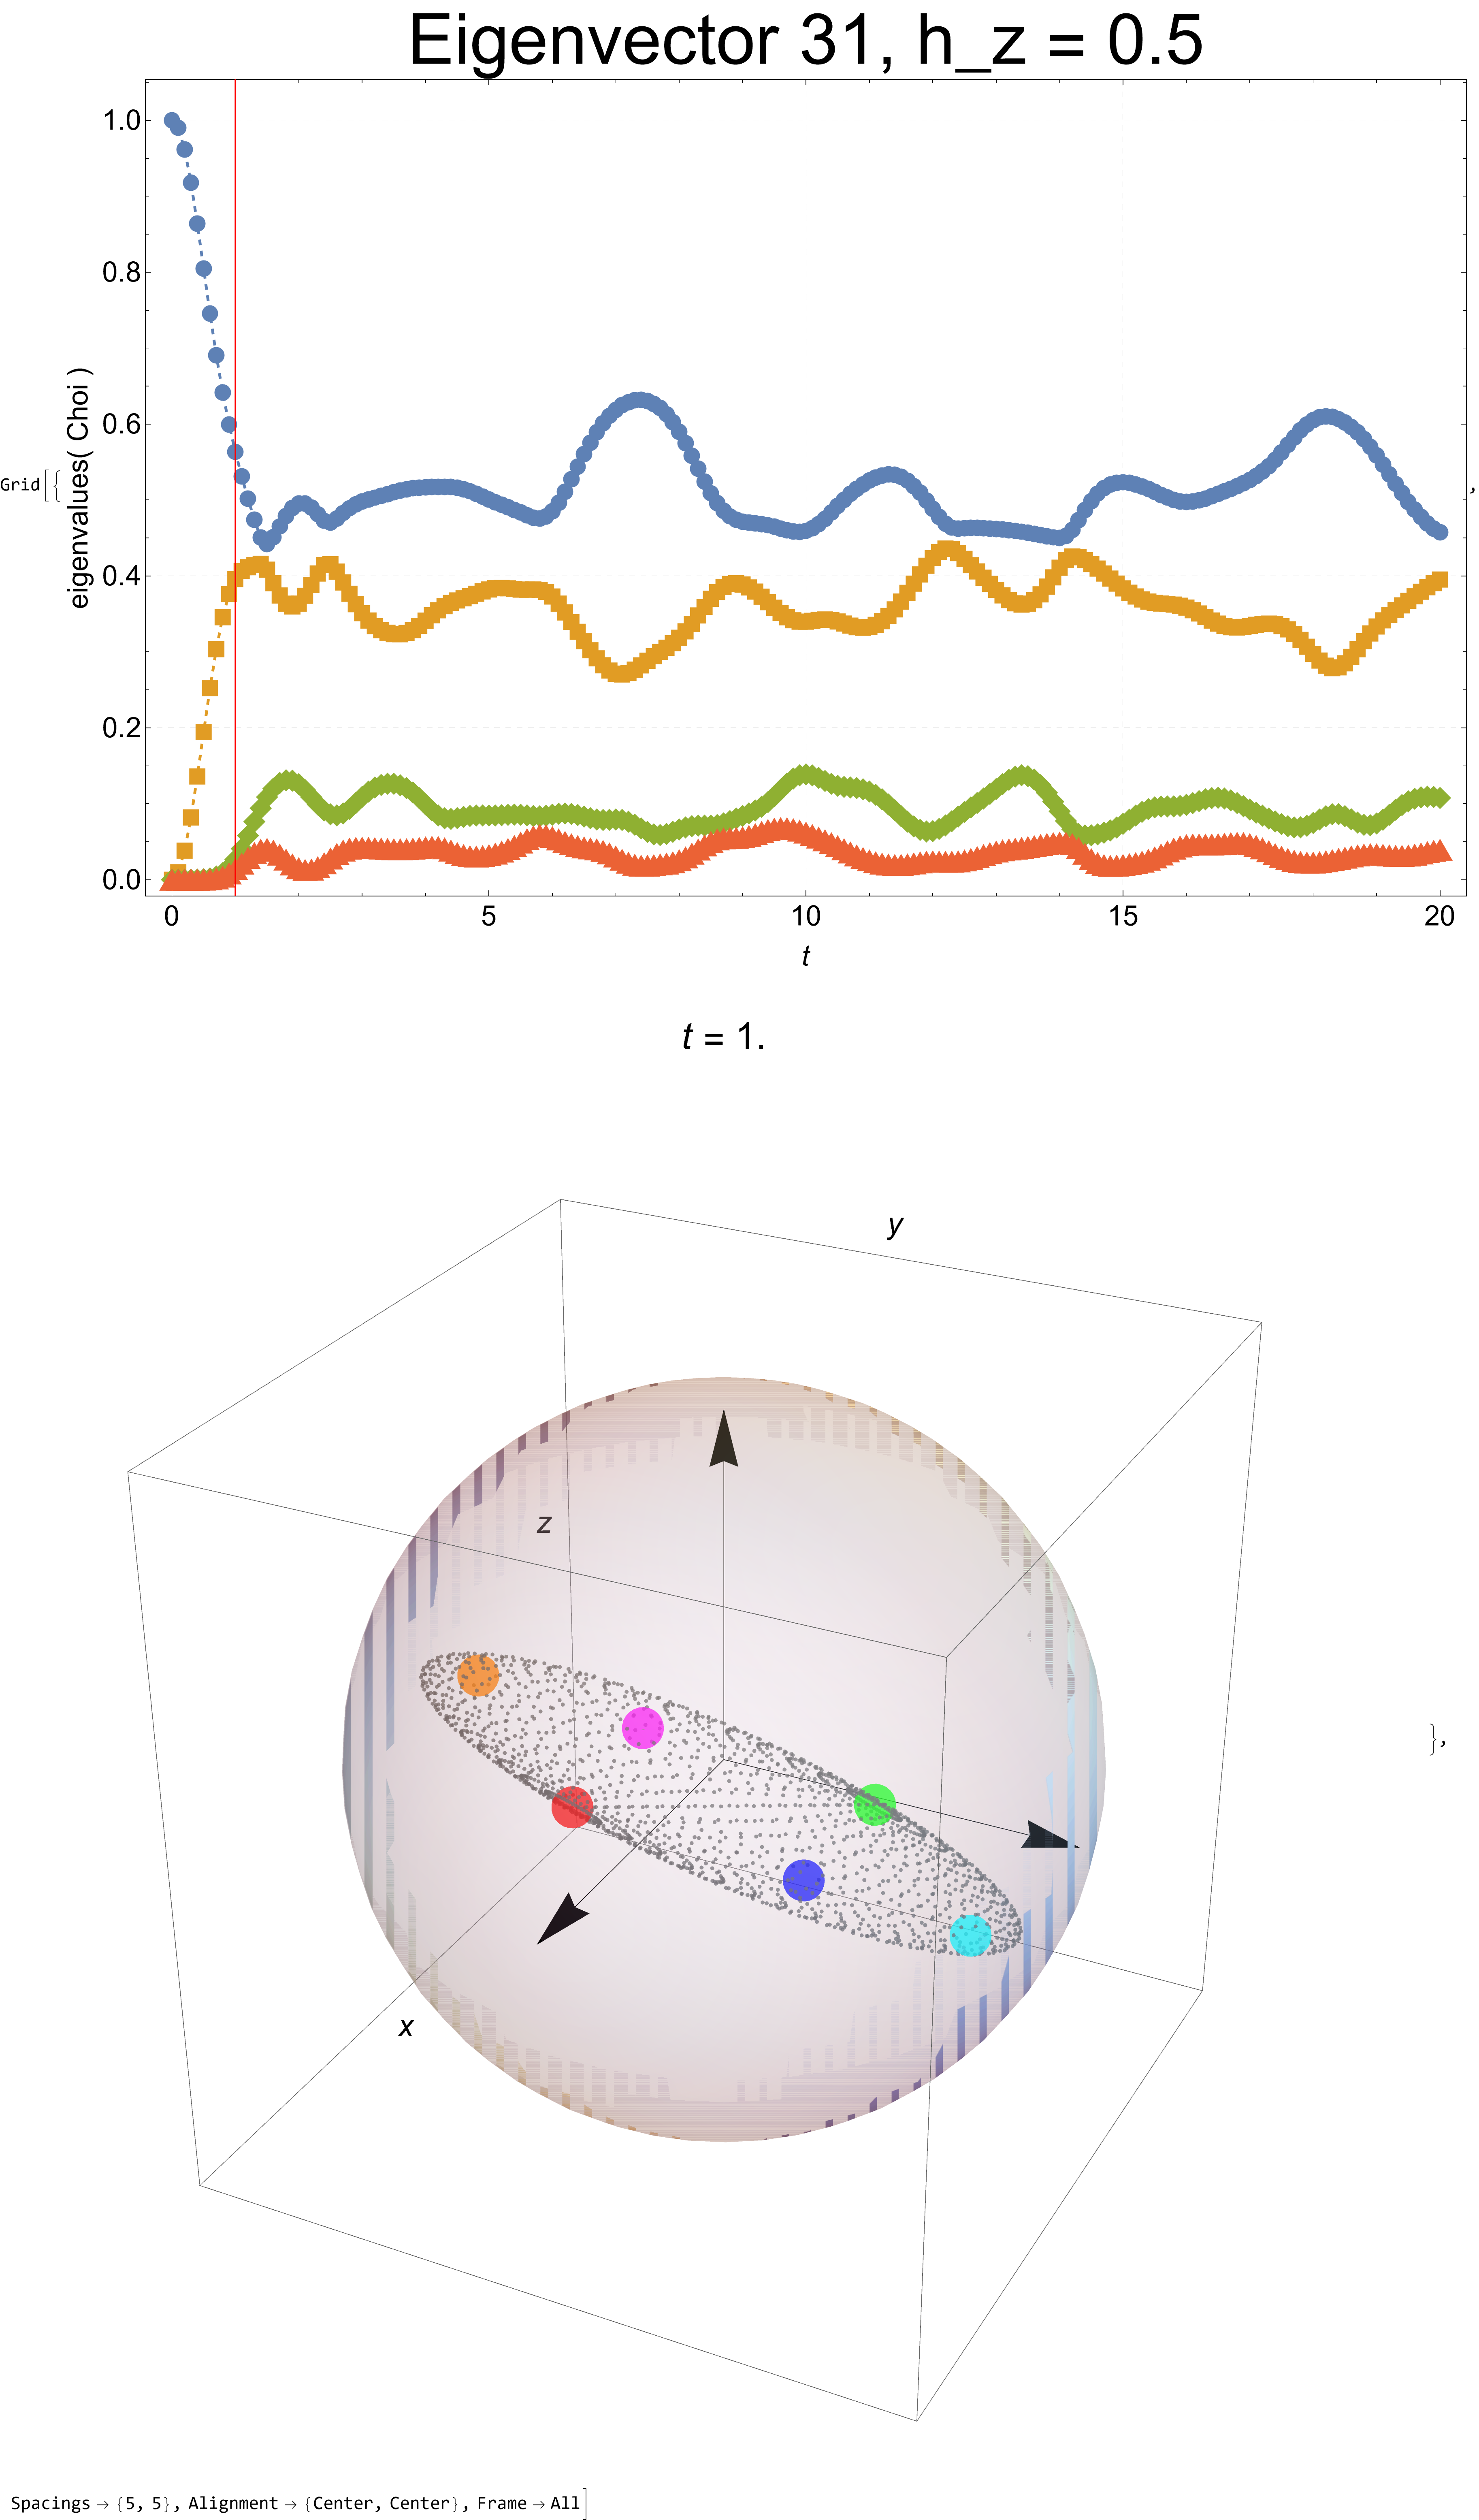 Eigenvector 31, h_z = 0.5
1.0
0.8
0.6
0.4
0.2
0.0
eigenvalues( Choi )
Grid[{
,
0 5 10 15 20
t
t = 1.
y
z
x
},
Spacings → {5, 5}, Alignment → {Center, Center}, Frame → All]